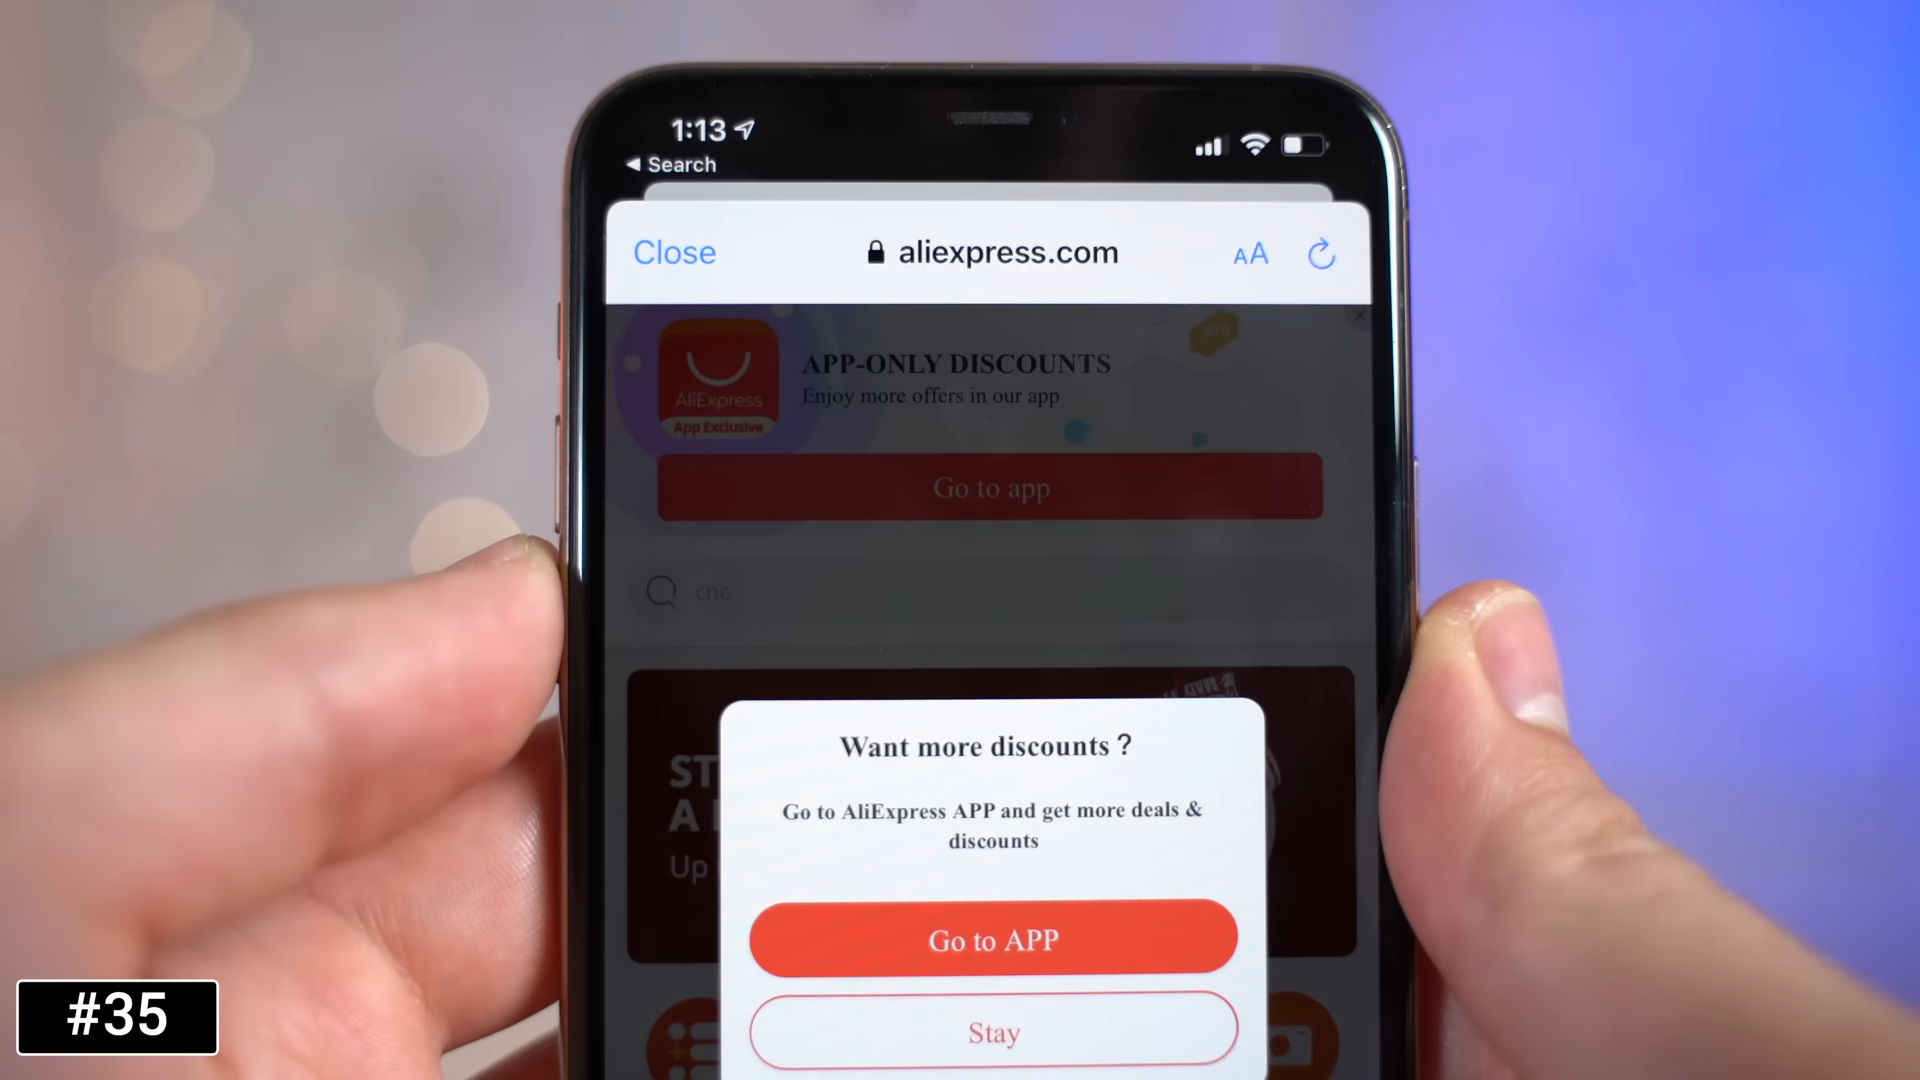 1:13
◀ Search
Close
aliexpress.com
AA
APP-ONLY DISCOUNTS
Enjoy more offers in our app
AliExpress
App Exclusive
Go to app
cnc
ST
A
Up
Want more discounts ?
Go to AliExpress APP and get more deals &
discounts
Go to APP
Stay
#35